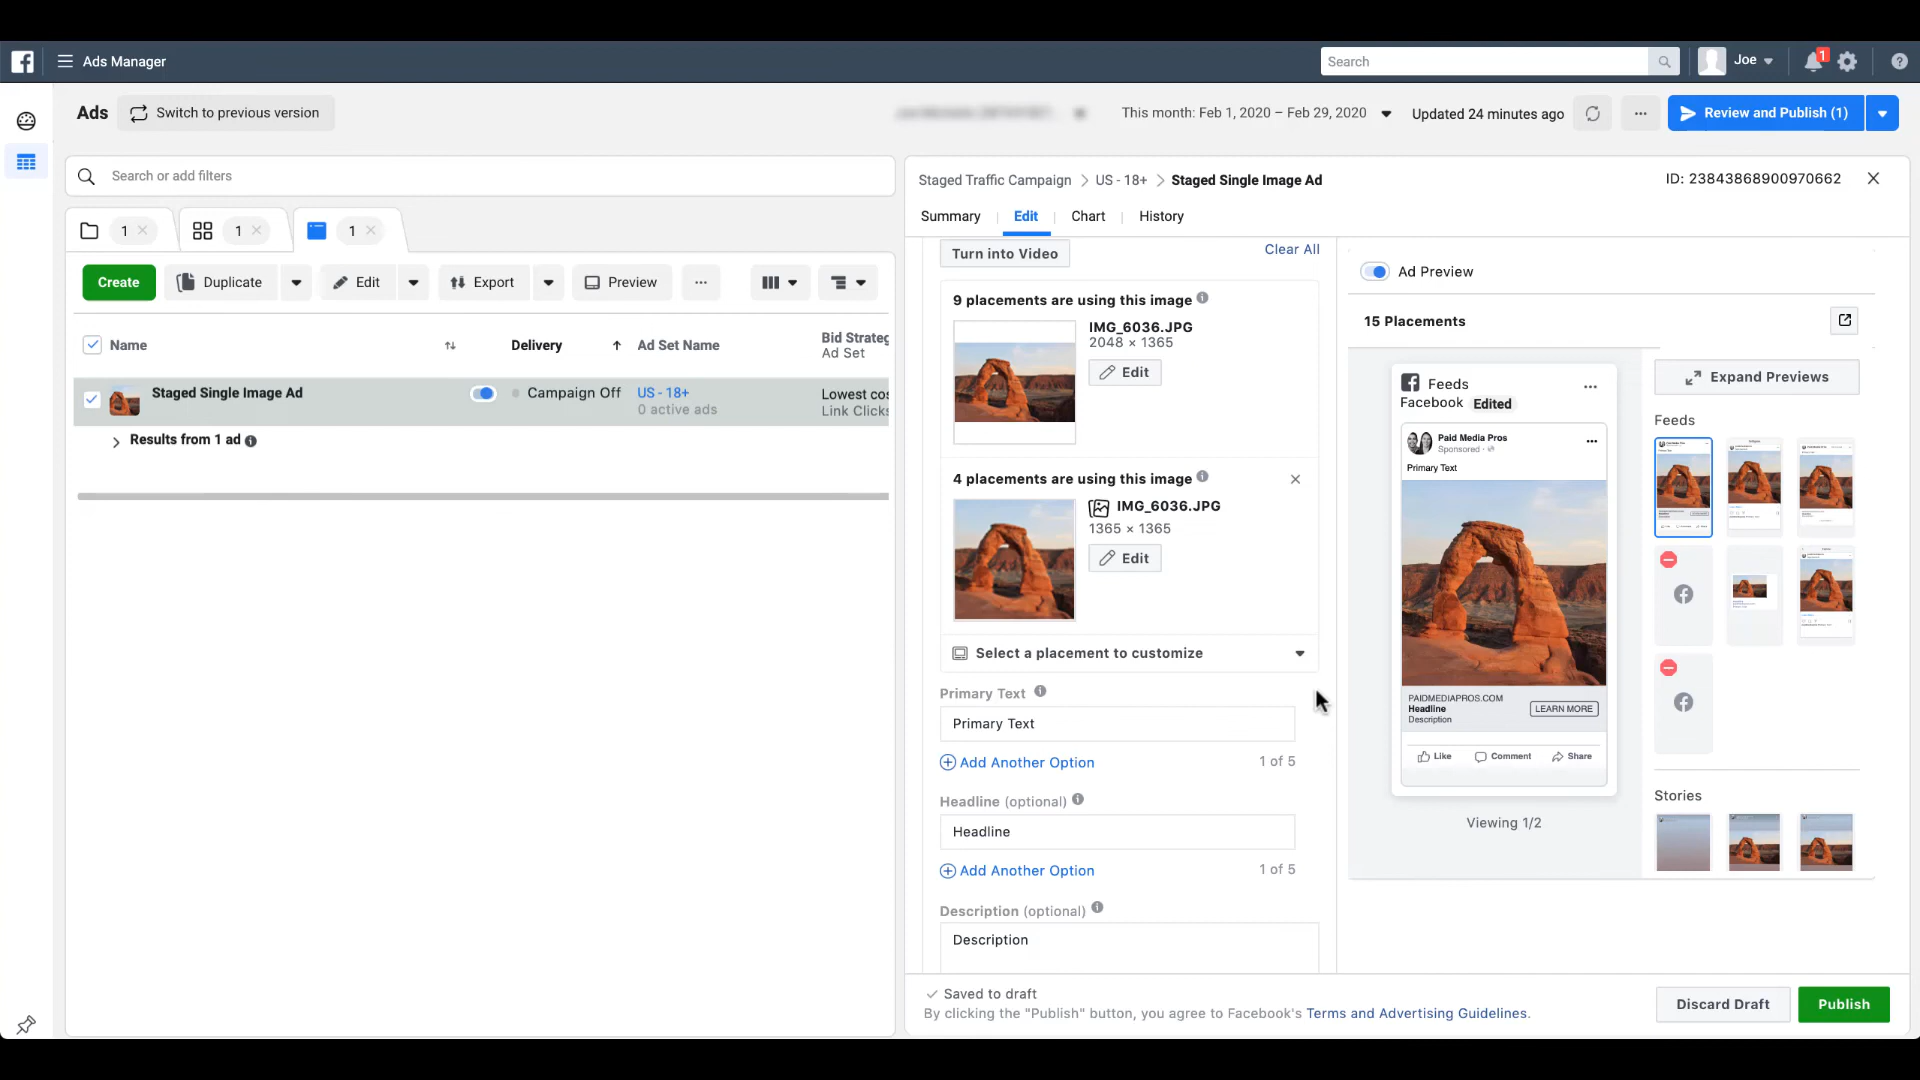 Ads Manager
Search
Joe
1
Ads
Switch to previous version
This month: Feb 1, 2020 – Feb 29, 2020
Updated 24 minutes ago
Review and Publish (1)
Search or add filters
1
1
1
Create
Duplicate
Edit
Export
Preview
Name
Delivery
Ad Set Name
Bid Strateg
Ad Set
Staged Single Image Ad
Campaign Off
US - 18+
0 active ads
Lowest cos
Link Clicks
Results from 1 ad
Staged Traffic Campaign
US - 18+
Staged Single Image Ad
ID: 23843868900970662
Summary
Edit
Chart
History
Turn into Video
Clear All
9 placements are using this image
IMG_6036.JPG
2048 × 1365
Edit
4 placements are using this image
IMG_6036.JPG
1365 × 1365
Edit
Select a placement to customize
Primary Text
Primary Text
Add Another Option
1 of 5
Headline (optional)
Headline
Add Another Option
1 of 5
Description (optional)
Description
Ad Preview
15 Placements
Feeds
Facebook Edited
Paid Media Pros
Sponsored ·
Primary Text
PAIDMEDIAPROS.COM
Headline
Description
LEARN MORE
Like
Comment
Share
Viewing 1/2
Expand Previews
Feeds
Stories
Saved to draft
By clicking the "Publish" button, you agree to Facebook's Terms and Advertising Guidelines.
Discard Draft
Publish